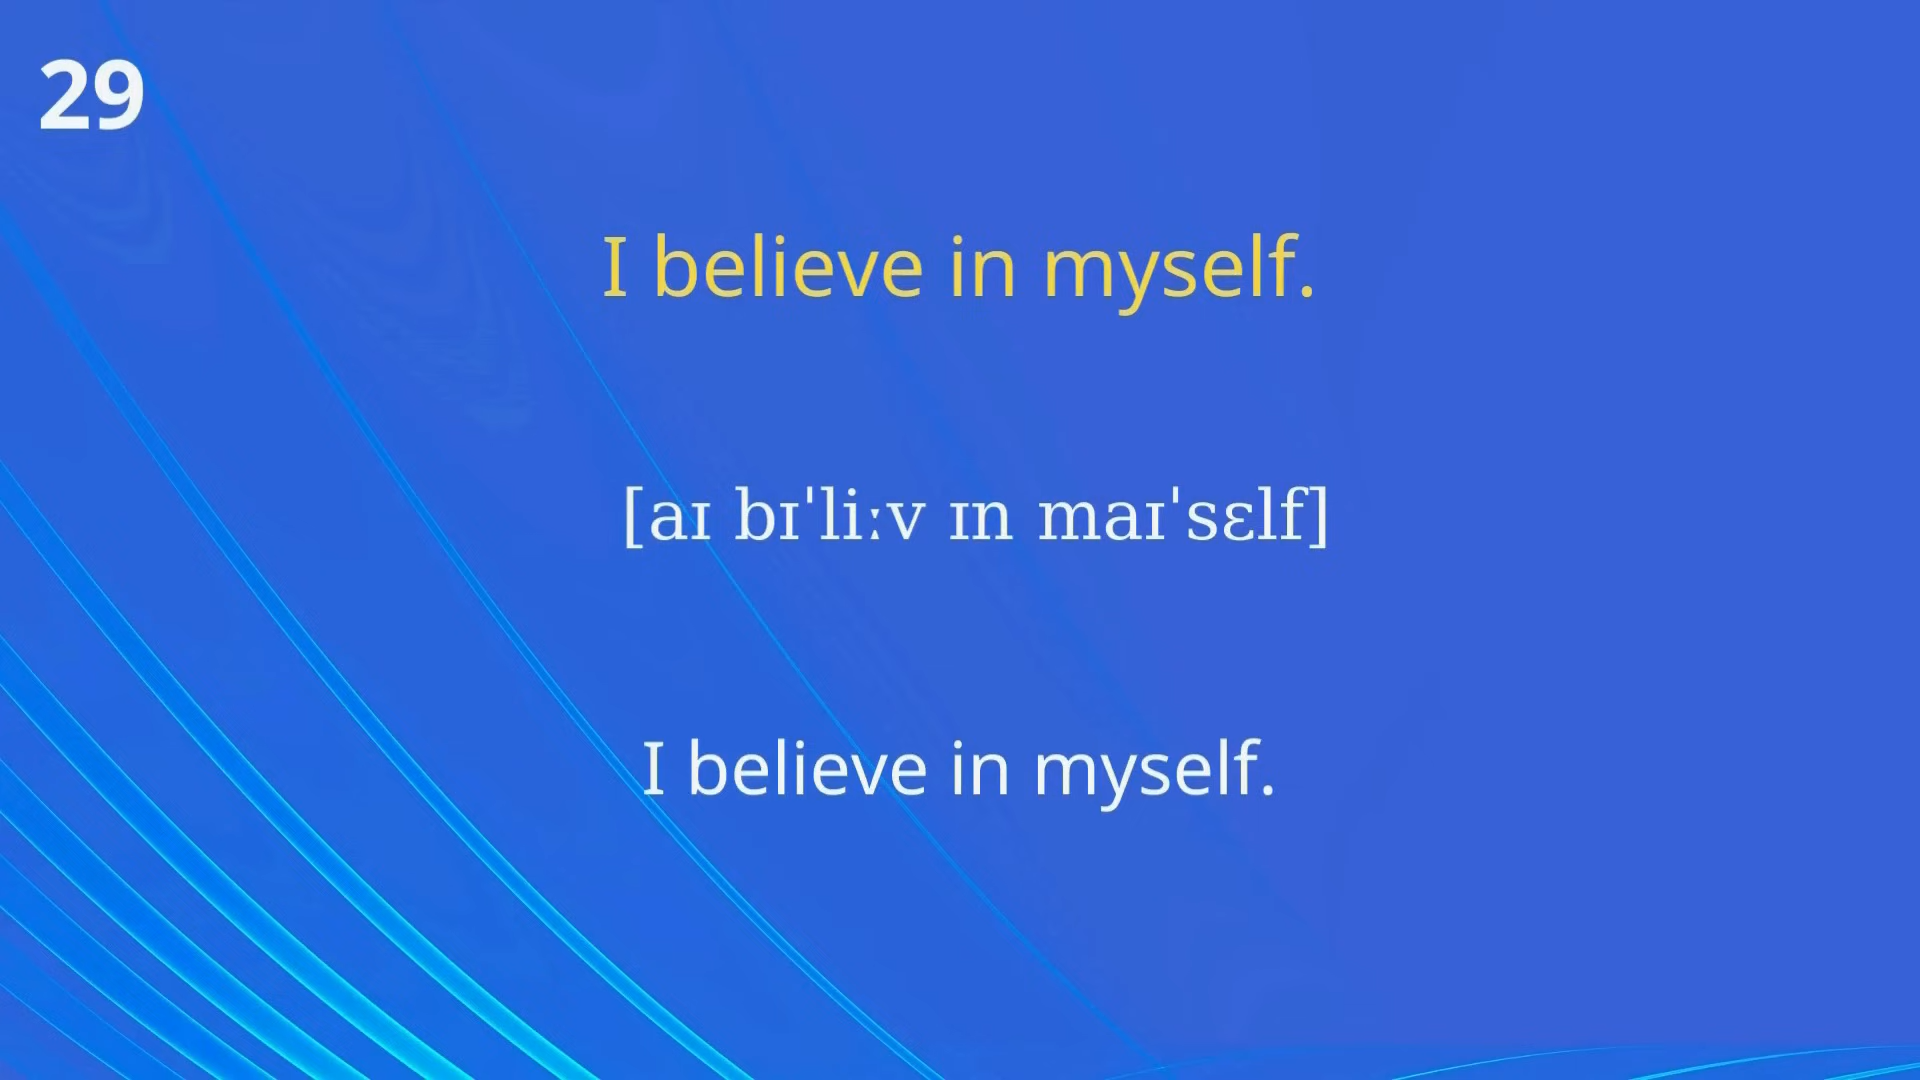 29
I believe in myself.
[aɪ bɪˈliːv ɪn maɪˈsɛlf]
I believe in myself.